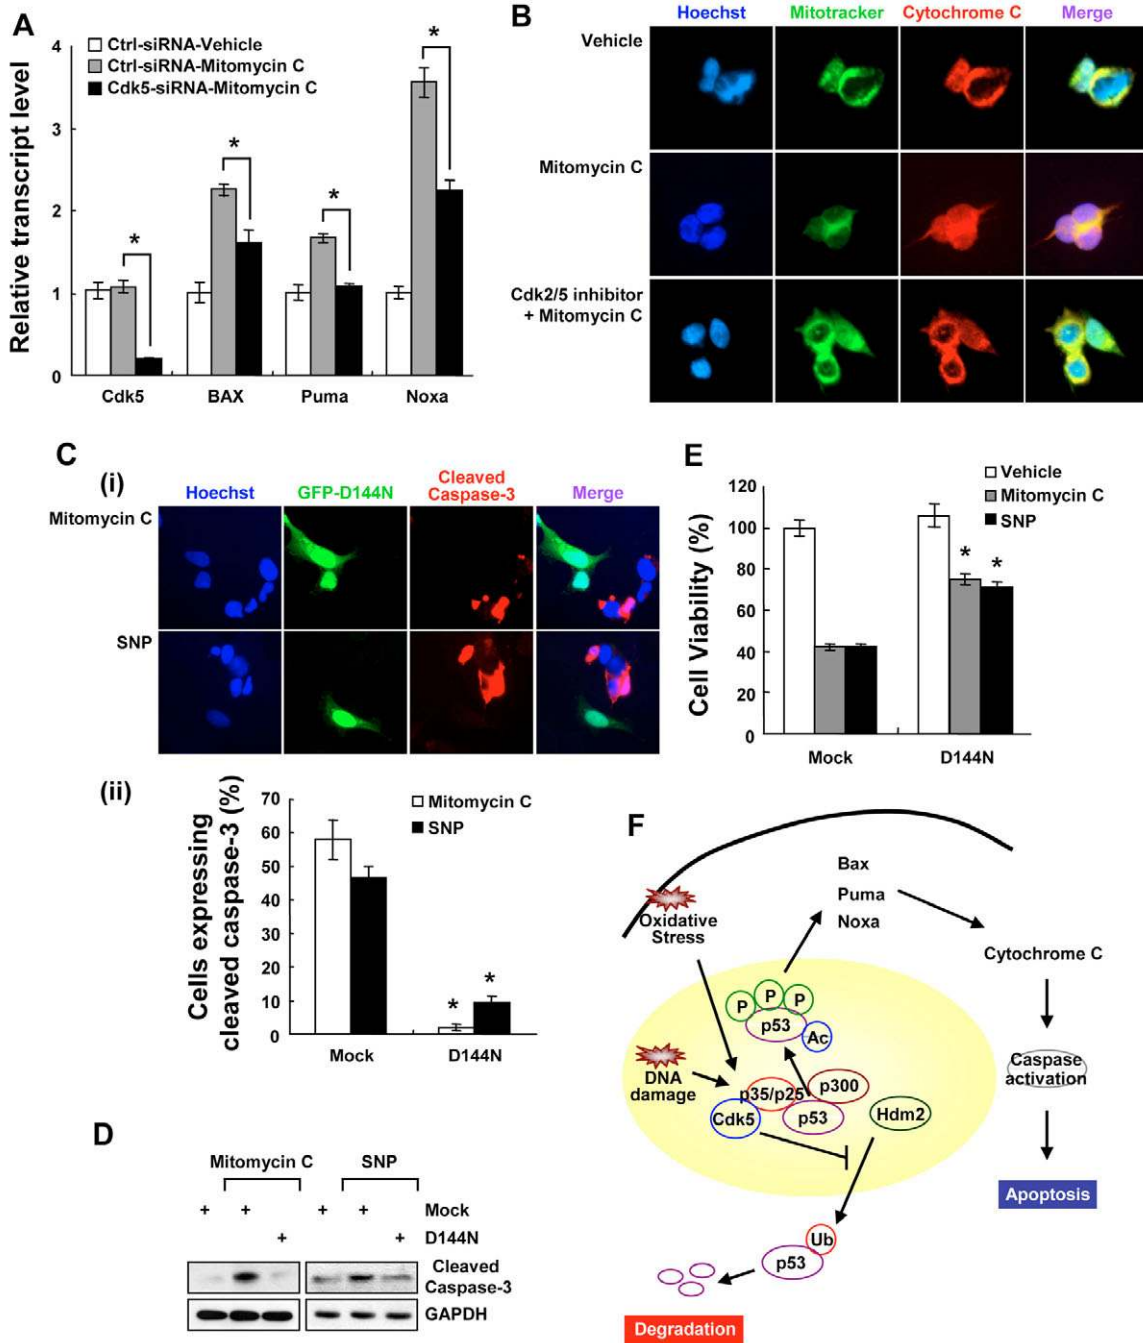 A
Relative transcript level
4
3
2
1
0
Ctrl-siRNA-Vehicle
Ctrl-siRNA-Mitomycin C
Cdk5-siRNA-Mitomycin C
*
*
*
*
Cdk5
BAX
Puma
Noxa
B
Hoechst
Mitotracker
Cytochrome C
Merge
Vehicle
Mitomycin C
Cdk2/5 inhibitor
+ Mitomycin C
C
(i)
Hoechst
GFP-D144N
Cleaved
Caspase-3
Merge
Mitomycin C
SNP
(ii)
Cells expressing
cleaved caspase-3 (%)
70
60
50
40
30
20
10
0
Mitomycin C
SNP
*
*
Mock
D144N
D
Mitomycin C
SNP
+ + + + Mock
+ + D144N
Cleaved
Caspase-3
GAPDH
E
Cell Viability (%)
120
100
80
60
40
20
0
Vehicle
Mitomycin C
SNP
*
*
Mock
D144N
F
Bax
Puma
Noxa
Oxidative
Stress
Cytochrome C
P
P
P
p53
Ac
DNA
damage
p35/p25
p300
Cdk5
p53
Hdm2
Caspase
activation
Apoptosis
Ub
p53
Degradation